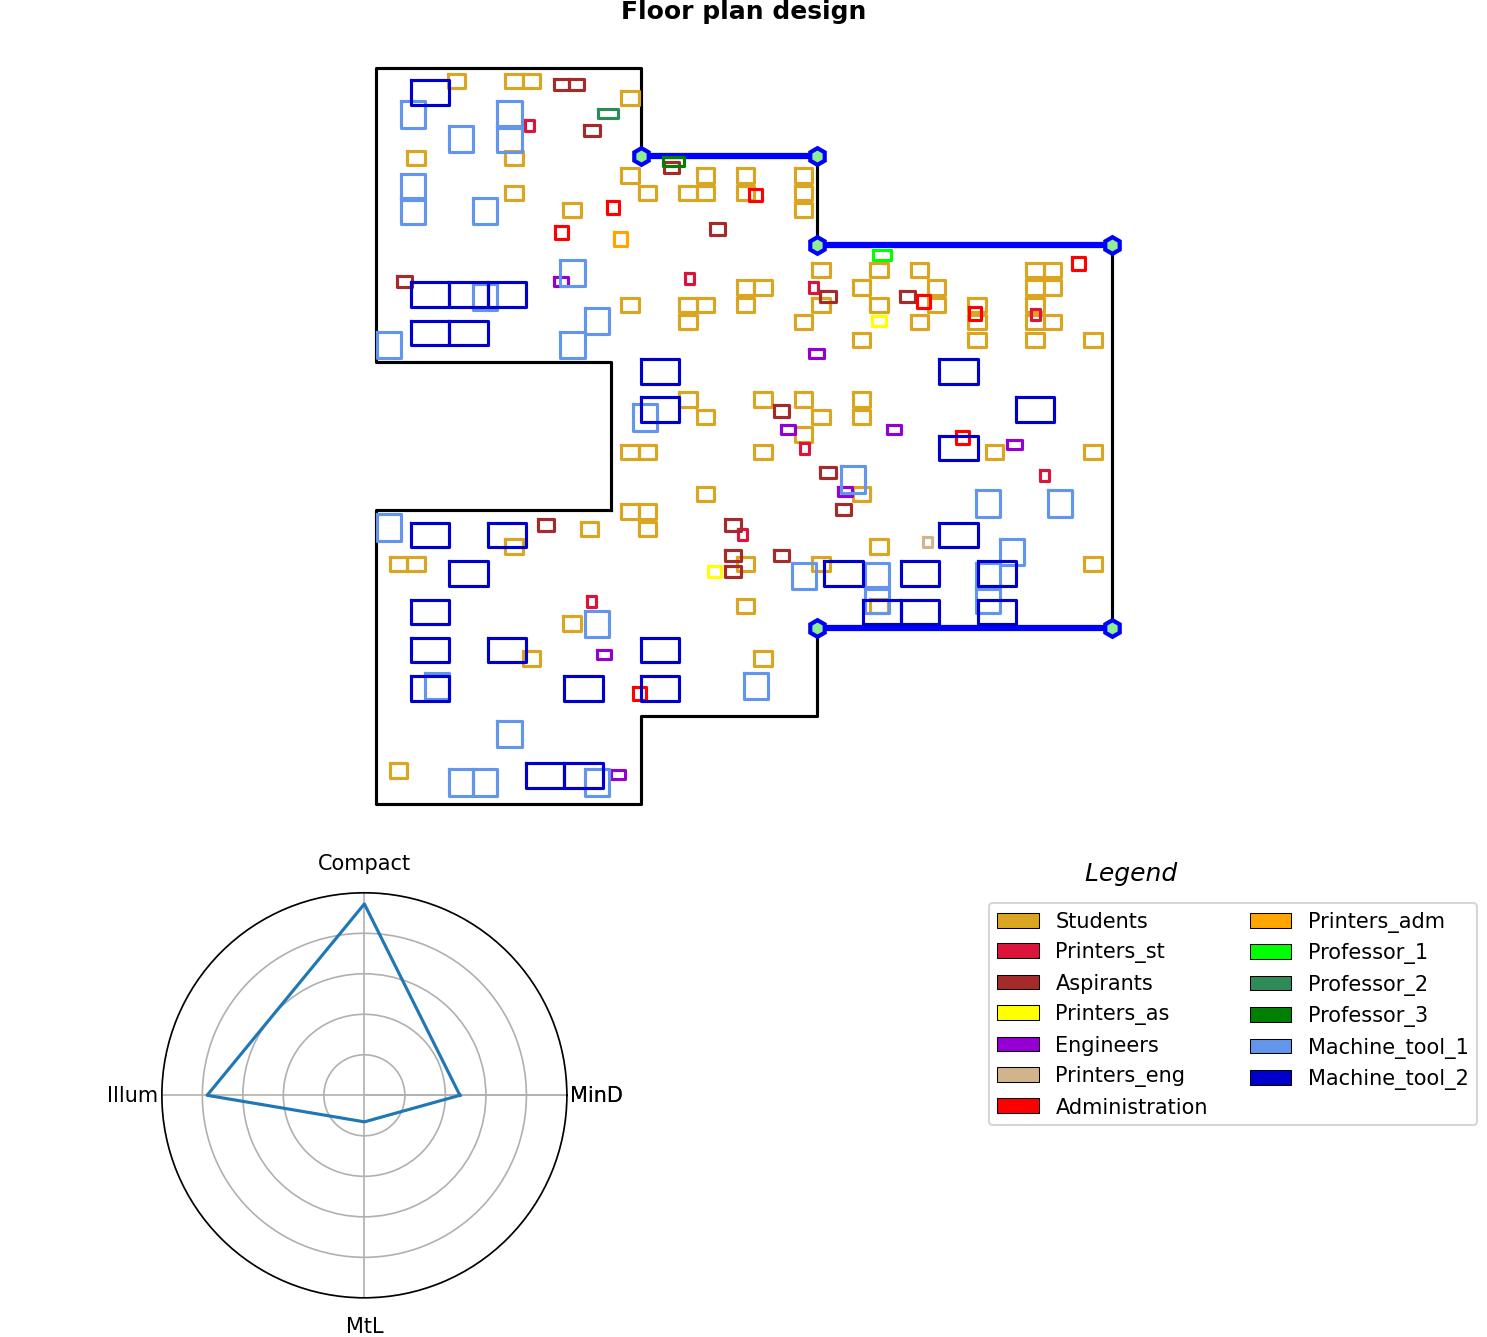 Floor plan design
Compact
Illum
MinD
MtL
Legend
Students
Printers_st
Aspirants
Printers_as
Engineers
Printers_eng
Administration
Printers_adm
Professor_1
Professor_2
Professor_3
Machine_tool_1
Machine_tool_2